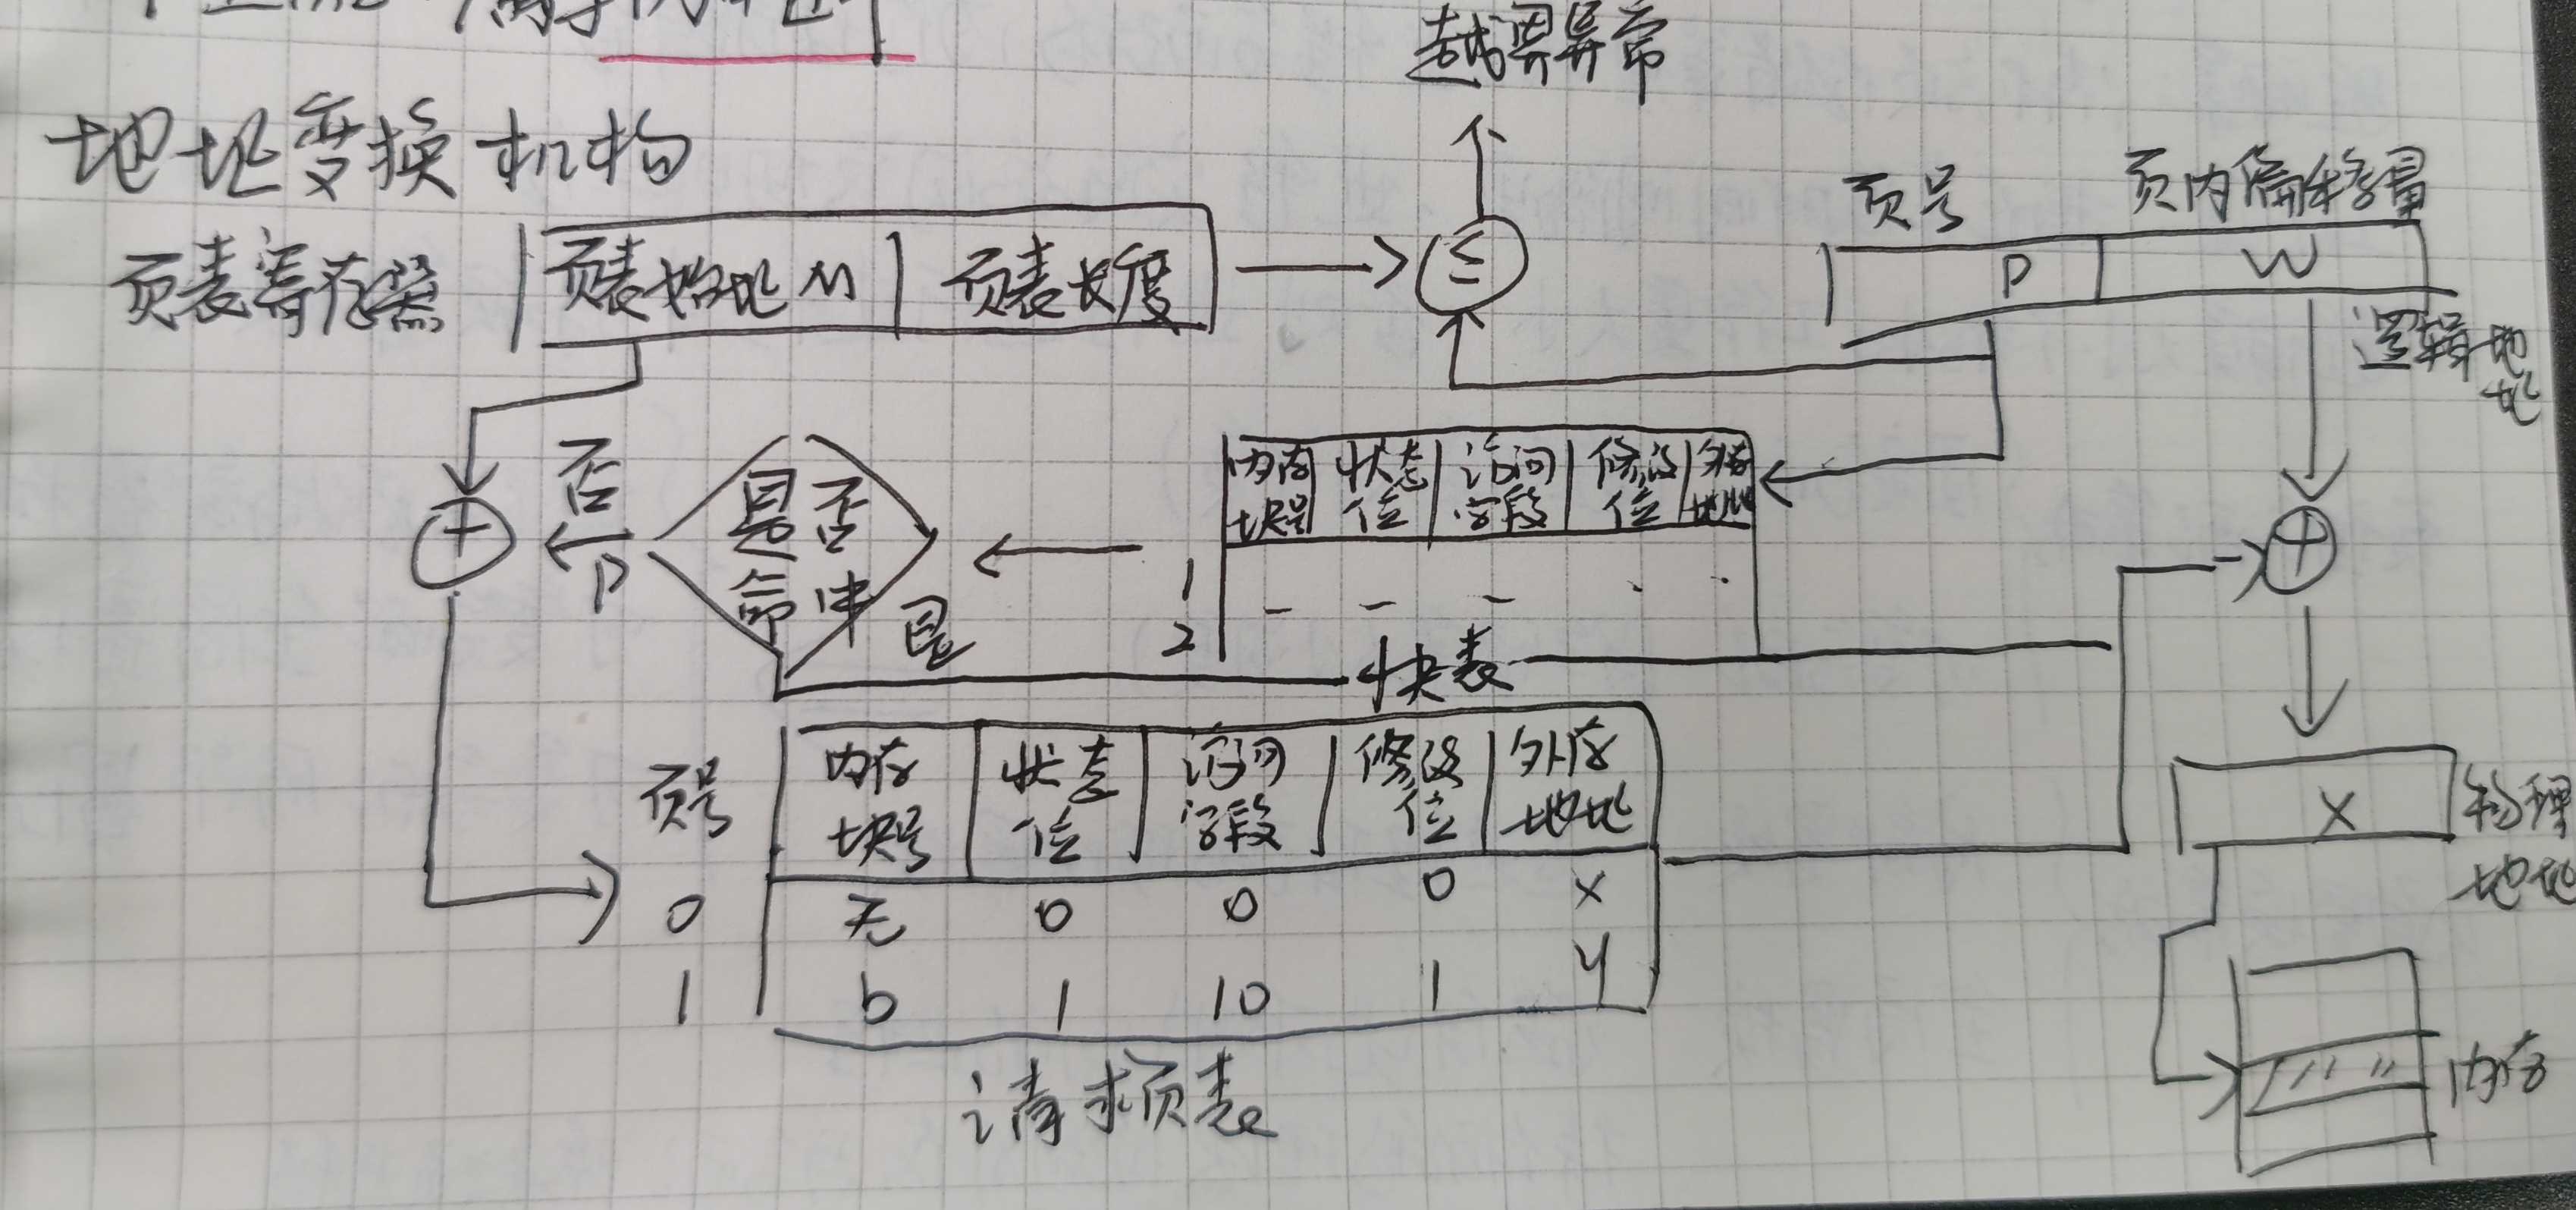 越界异常
地址变换机构
页号 页内偏移量
页表寄存器 页表始址M 页表长度 ≤ P W
逻辑地址
否 是否命中 内存块号 状态位 访问字段 修改位 外存地址
+ P +
是 1
2 快表
页号 内存块号 状态位 访问字段 修改位 外存地址
X 物理地址
0 无 0 0 0 x
1 b 1 10 1 y
内存
请求页表